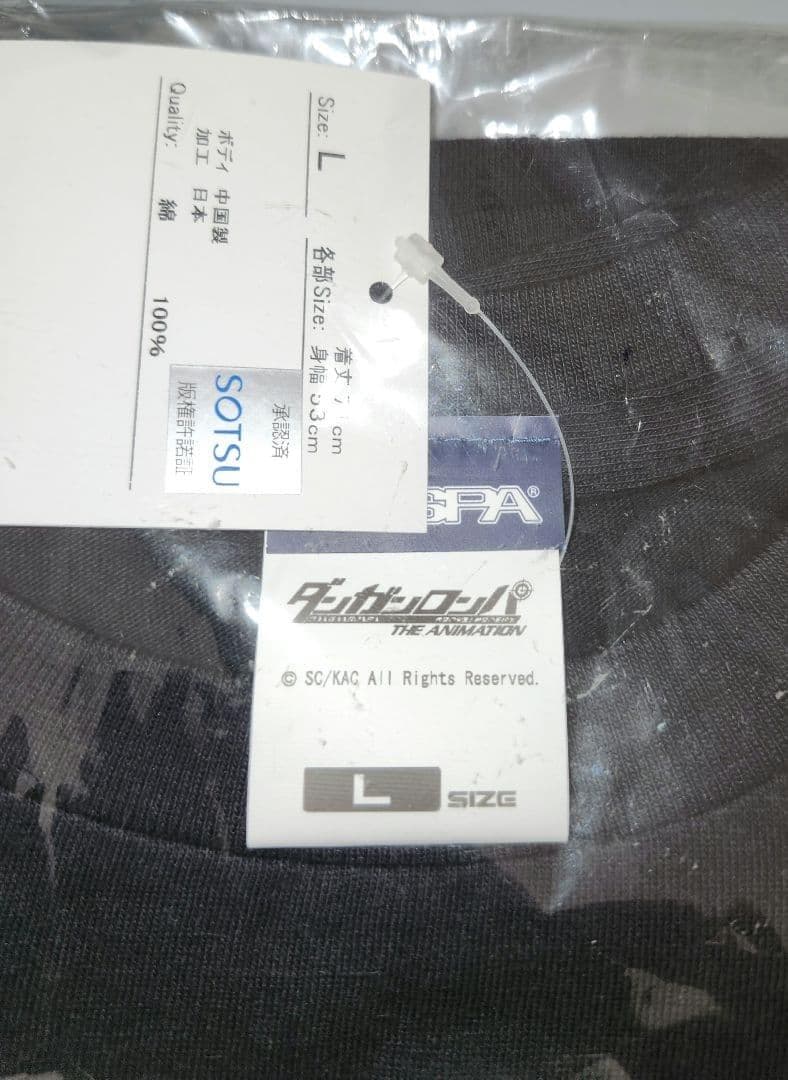 Size: L
各部Size: 着丈 cm
身幅 53cm
ボディ 中国製
加工 日本
Quality: 綿 100%
承認済
SOTSU
版権許諾証
SPA®
ダンガンロンパ
THE ANIMATION
© SC/KAC All Rights Reserved.
L SIZE